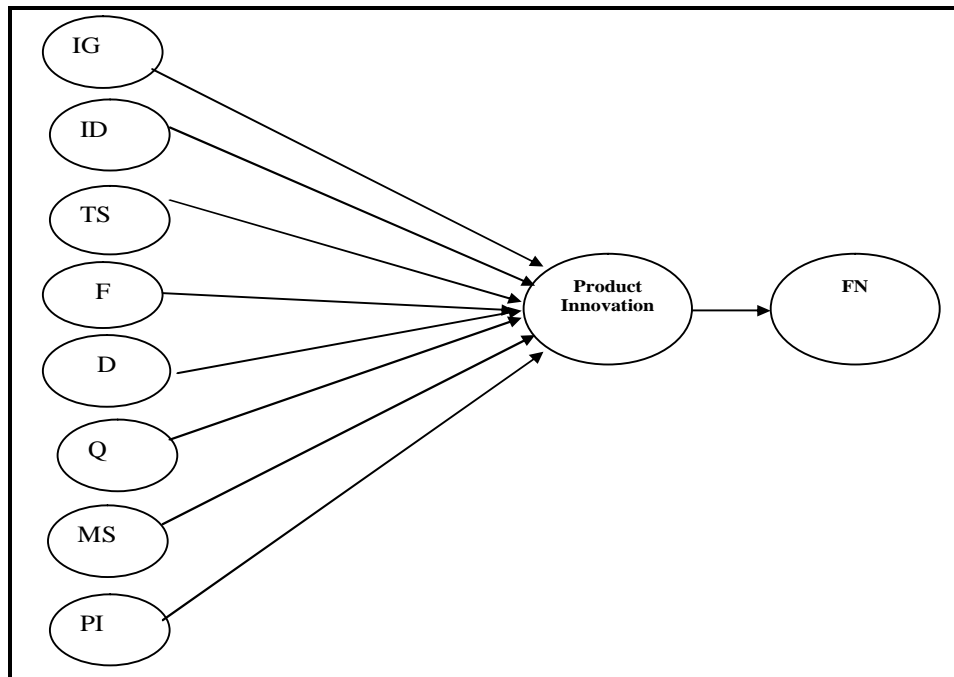 IG
ID
TS
F
D
Q
MS
PI
Product
Innovation
FN